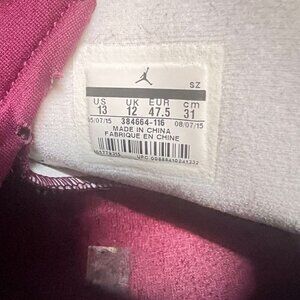 SZ
US UK EUR cm
13 12 47.5 31
05/07/15 384664-116 08/07/15
MADE IN CHINA
FABRIQUE EN CHINE